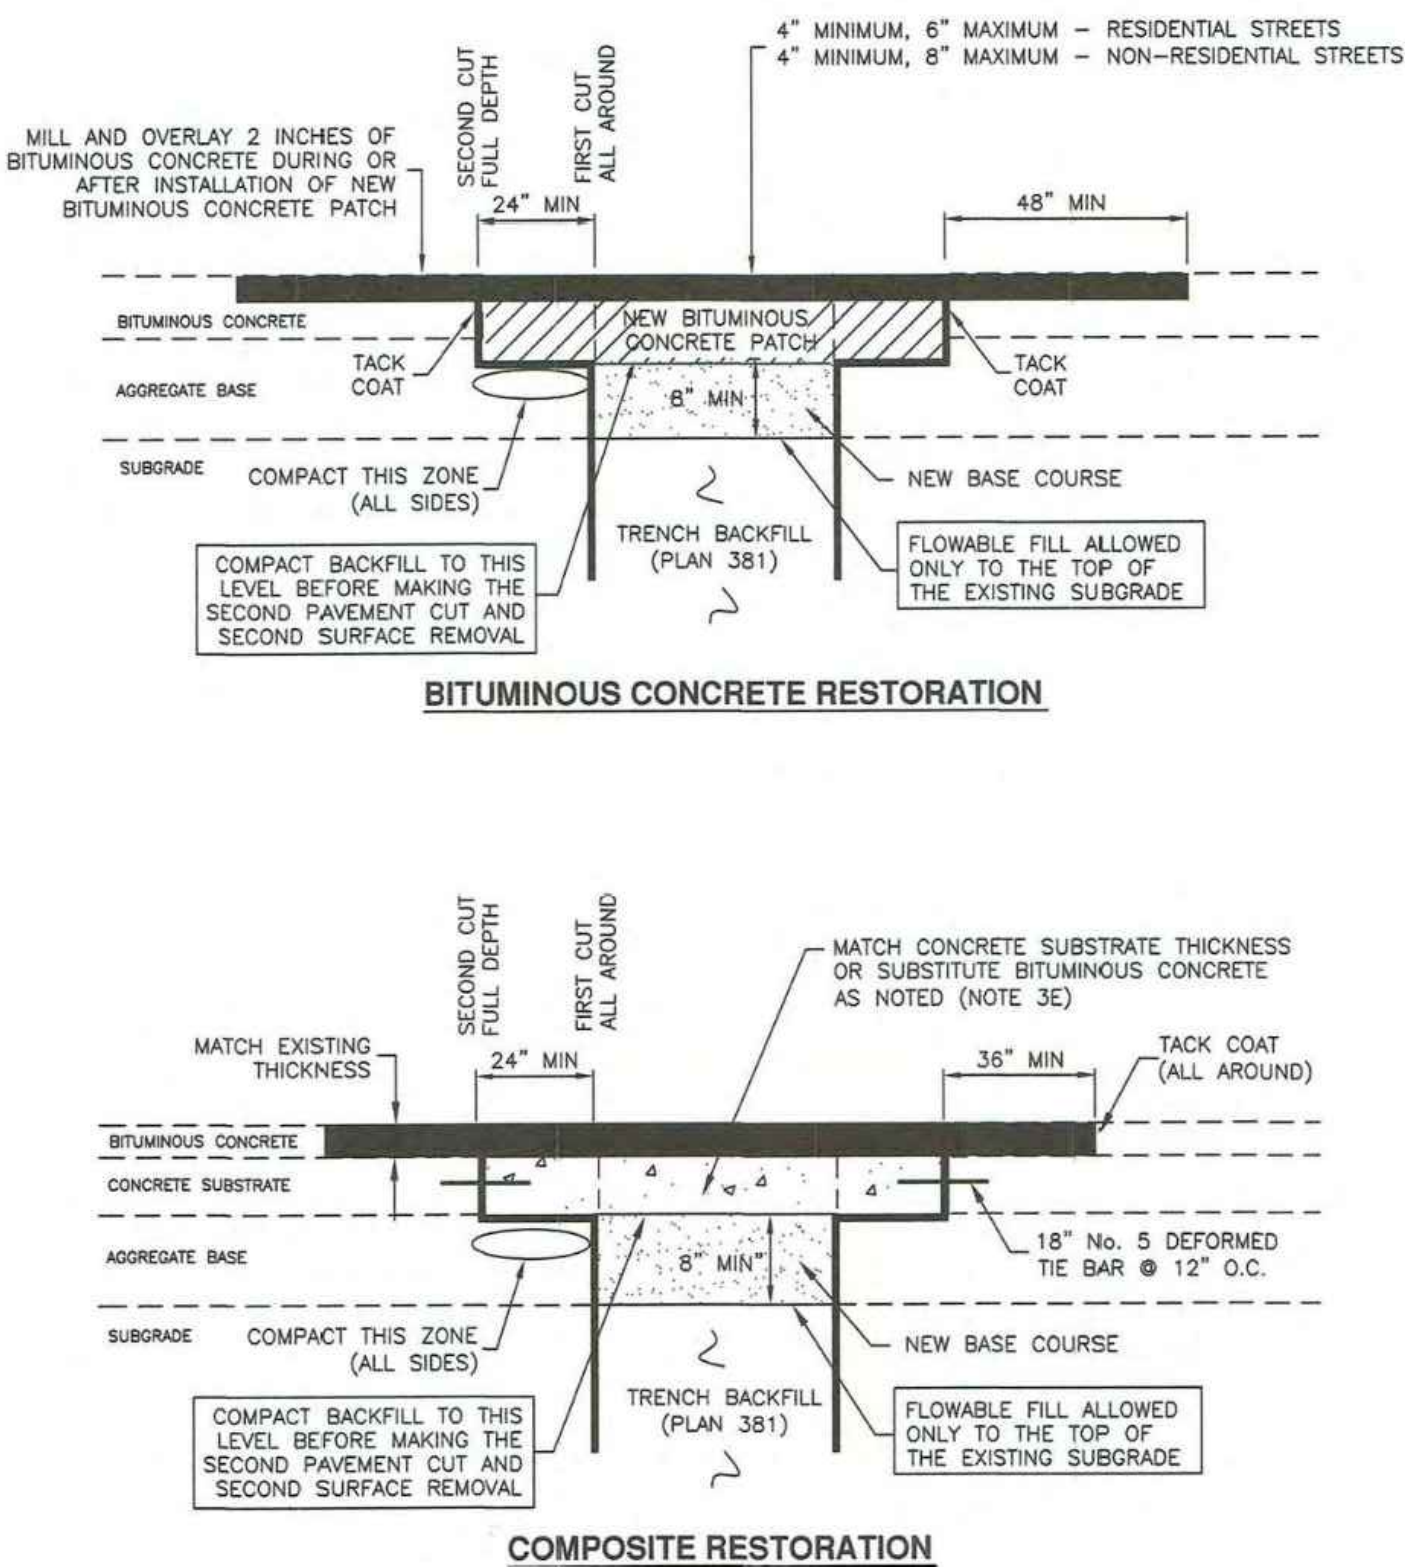 4" MINIMUM, 6" MAXIMUM – RESIDENTIAL STREETS
4" MINIMUM, 8" MAXIMUM – NON-RESIDENTIAL STREETS
SECOND CUT
FULL DEPTH
FIRST CUT
ALL AROUND
MILL AND OVERLAY 2 INCHES OF
BITUMINOUS CONCRETE DURING OR
AFTER INSTALLATION OF NEW
BITUMINOUS CONCRETE PATCH
24" MIN
48" MIN
BITUMINOUS CONCRETE
NEW BITUMINOUS
CONCRETE PATCH
TACK
COAT
TACK
COAT
AGGREGATE BASE
8" MIN
SUBGRADE
COMPACT THIS ZONE
(ALL SIDES)
NEW BASE COURSE
TRENCH BACKFILL
(PLAN 381)
COMPACT BACKFILL TO THIS
LEVEL BEFORE MAKING THE
SECOND PAVEMENT CUT AND
SECOND SURFACE REMOVAL
FLOWABLE FILL ALLOWED
ONLY TO THE TOP OF
THE EXISTING SUBGRADE
BITUMINOUS CONCRETE RESTORATION
SECOND CUT
FULL DEPTH
FIRST CUT
ALL AROUND
MATCH CONCRETE SUBSTRATE THICKNESS
OR SUBSTITUTE BITUMINOUS CONCRETE
AS NOTED (NOTE 3E)
MATCH EXISTING
THICKNESS
24" MIN
36" MIN
TACK COAT
(ALL AROUND)
BITUMINOUS CONCRETE
CONCRETE SUBSTRATE
AGGREGATE BASE
8" MIN"
18" No. 5 DEFORMED
TIE BAR @ 12" O.C.
SUBGRADE
COMPACT THIS ZONE
(ALL SIDES)
NEW BASE COURSE
TRENCH BACKFILL
(PLAN 381)
COMPACT BACKFILL TO THIS
LEVEL BEFORE MAKING THE
SECOND PAVEMENT CUT AND
SECOND SURFACE REMOVAL
FLOWABLE FILL ALLOWED
ONLY TO THE TOP OF
THE EXISTING SUBGRADE
COMPOSITE RESTORATION